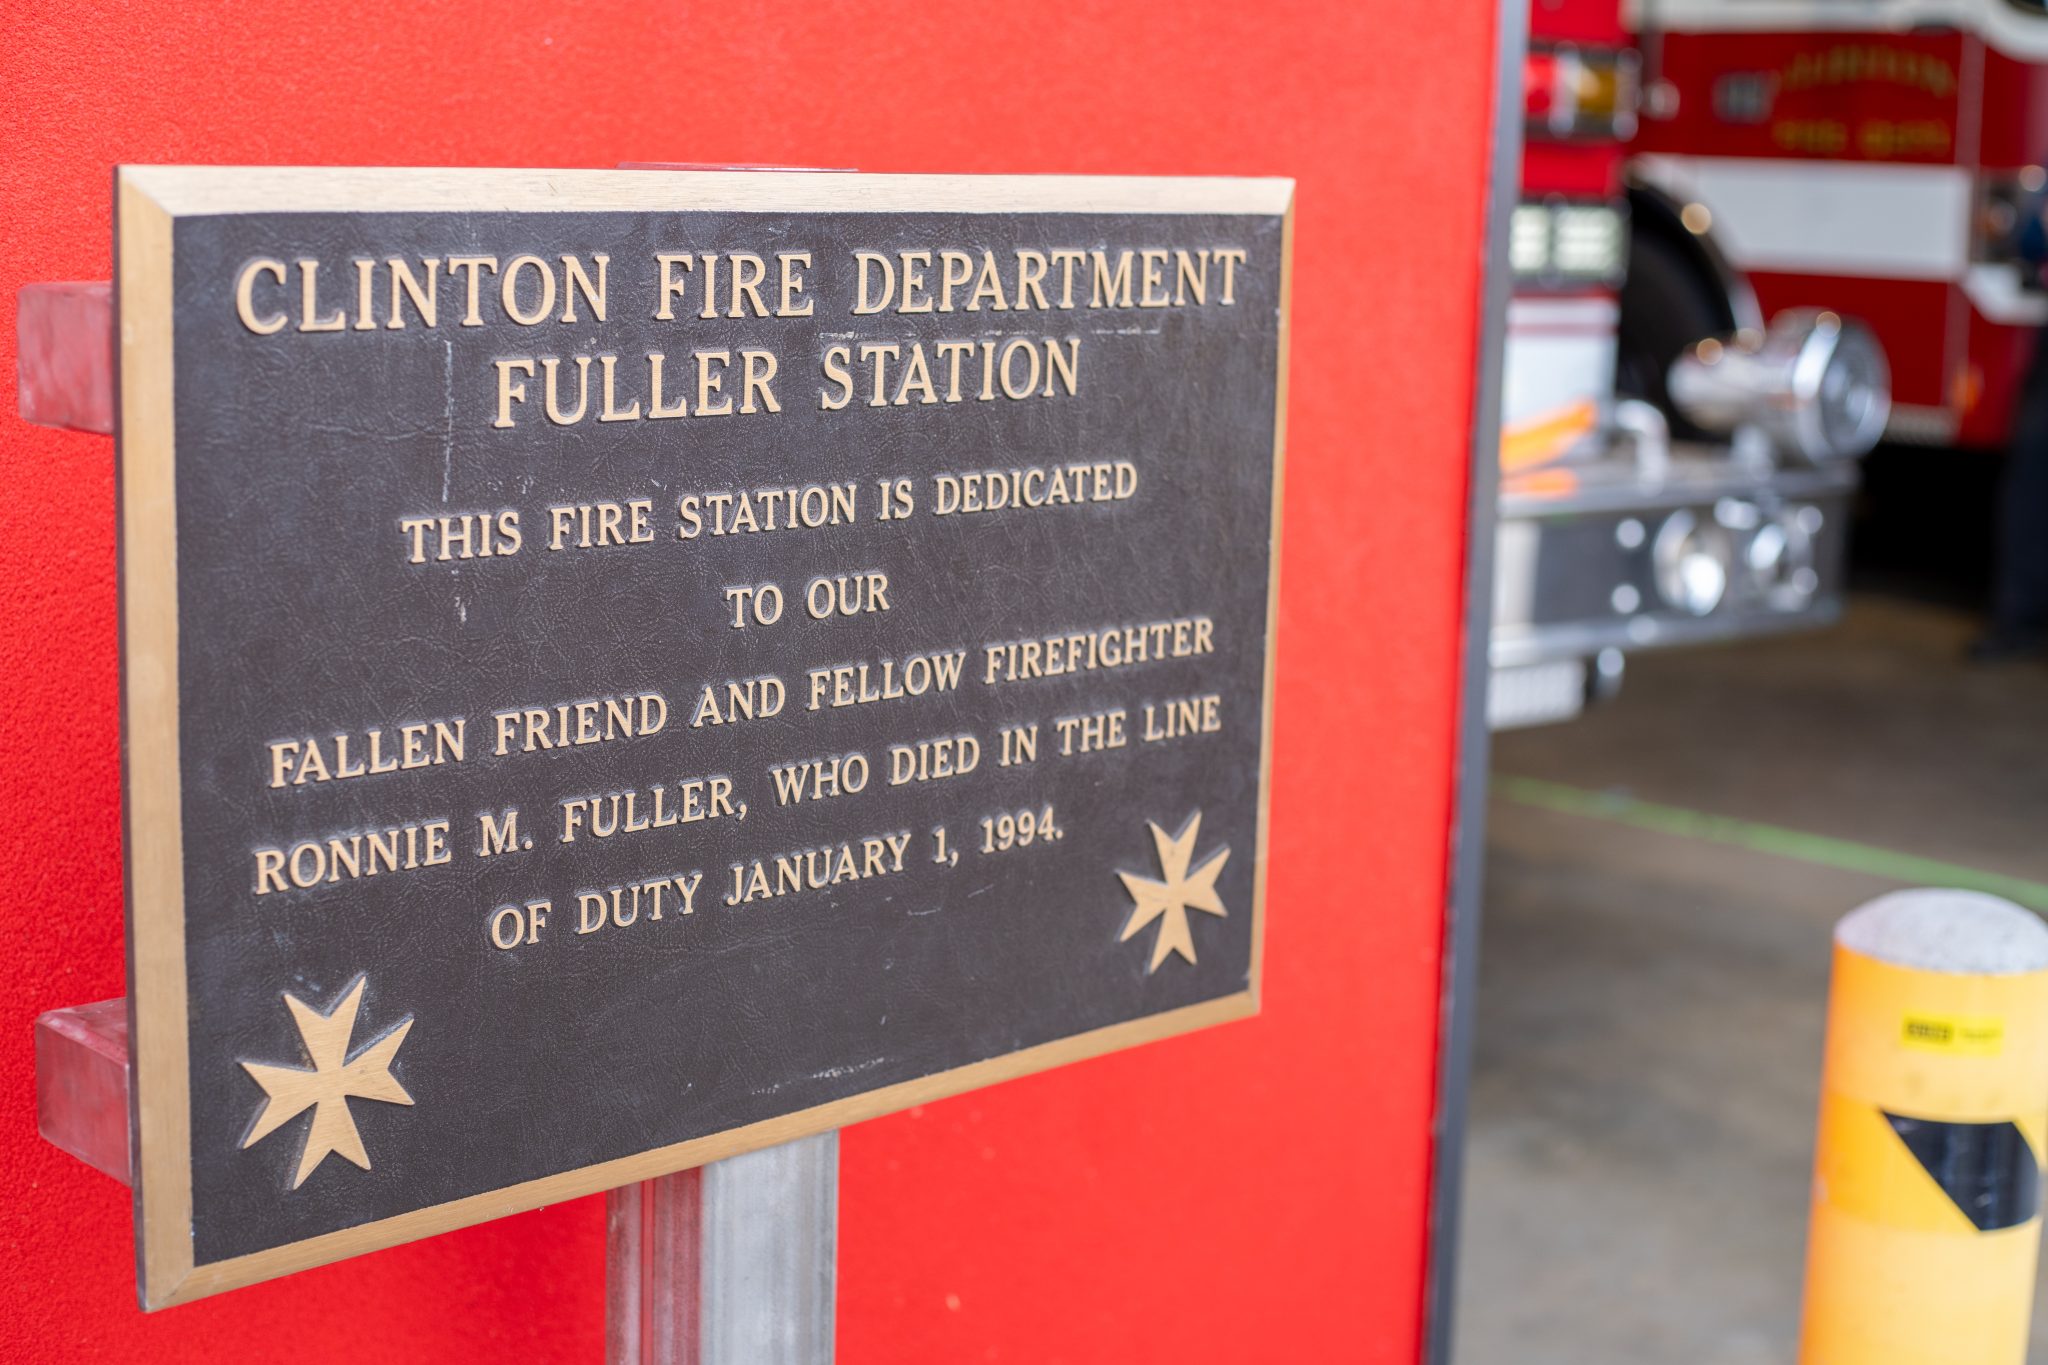 CLINTON FIRE DEPARTMENT
FULLER STATION
THIS FIRE STATION IS DEDICATED
TO OUR
FALLEN FRIEND AND FELLOW FIREFIGHTER
RONNIE M. FULLER, WHO DIED IN THE LINE
OF DUTY JANUARY 1, 1994.